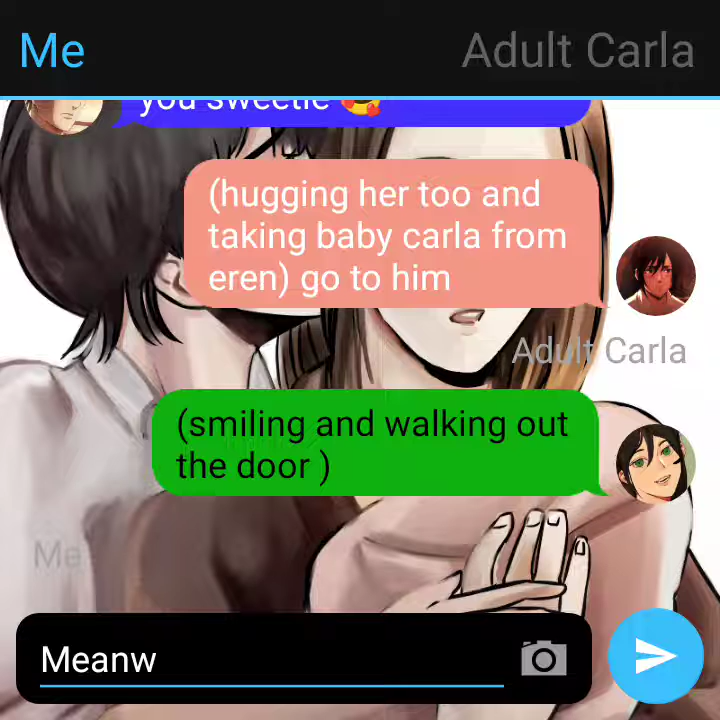 Me
Adult Carla
you sweetie 🥰
(hugging her too and
taking baby carla from
eren) go to him
Adult Carla
(smiling and walking out
the door )
Me
Meanw